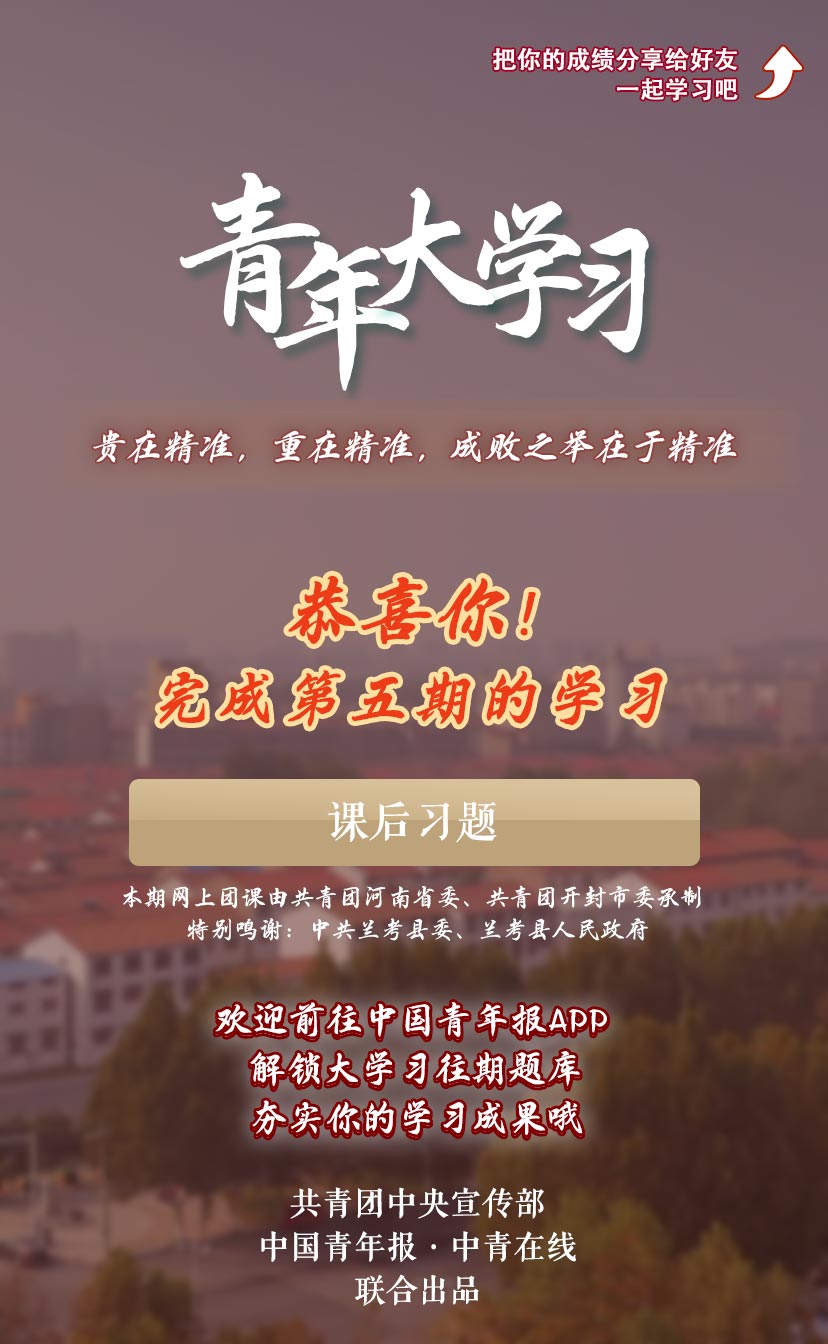 把你的成绩分享给好友
一起学习吧
青年大学习
贵在精准，重在精准，成败之举在于精准
恭喜你！
完成第五期的学习
课后习题
本期网上团课由共青团河南省委、共青团开封市委承制
特别鸣谢：中共兰考县委、兰考县人民政府
欢迎前往中国青年报APP
解锁大学习往期题库
夯实你的学习成果哦
共青团中央宣传部
中国青年报·中青在线
联合出品